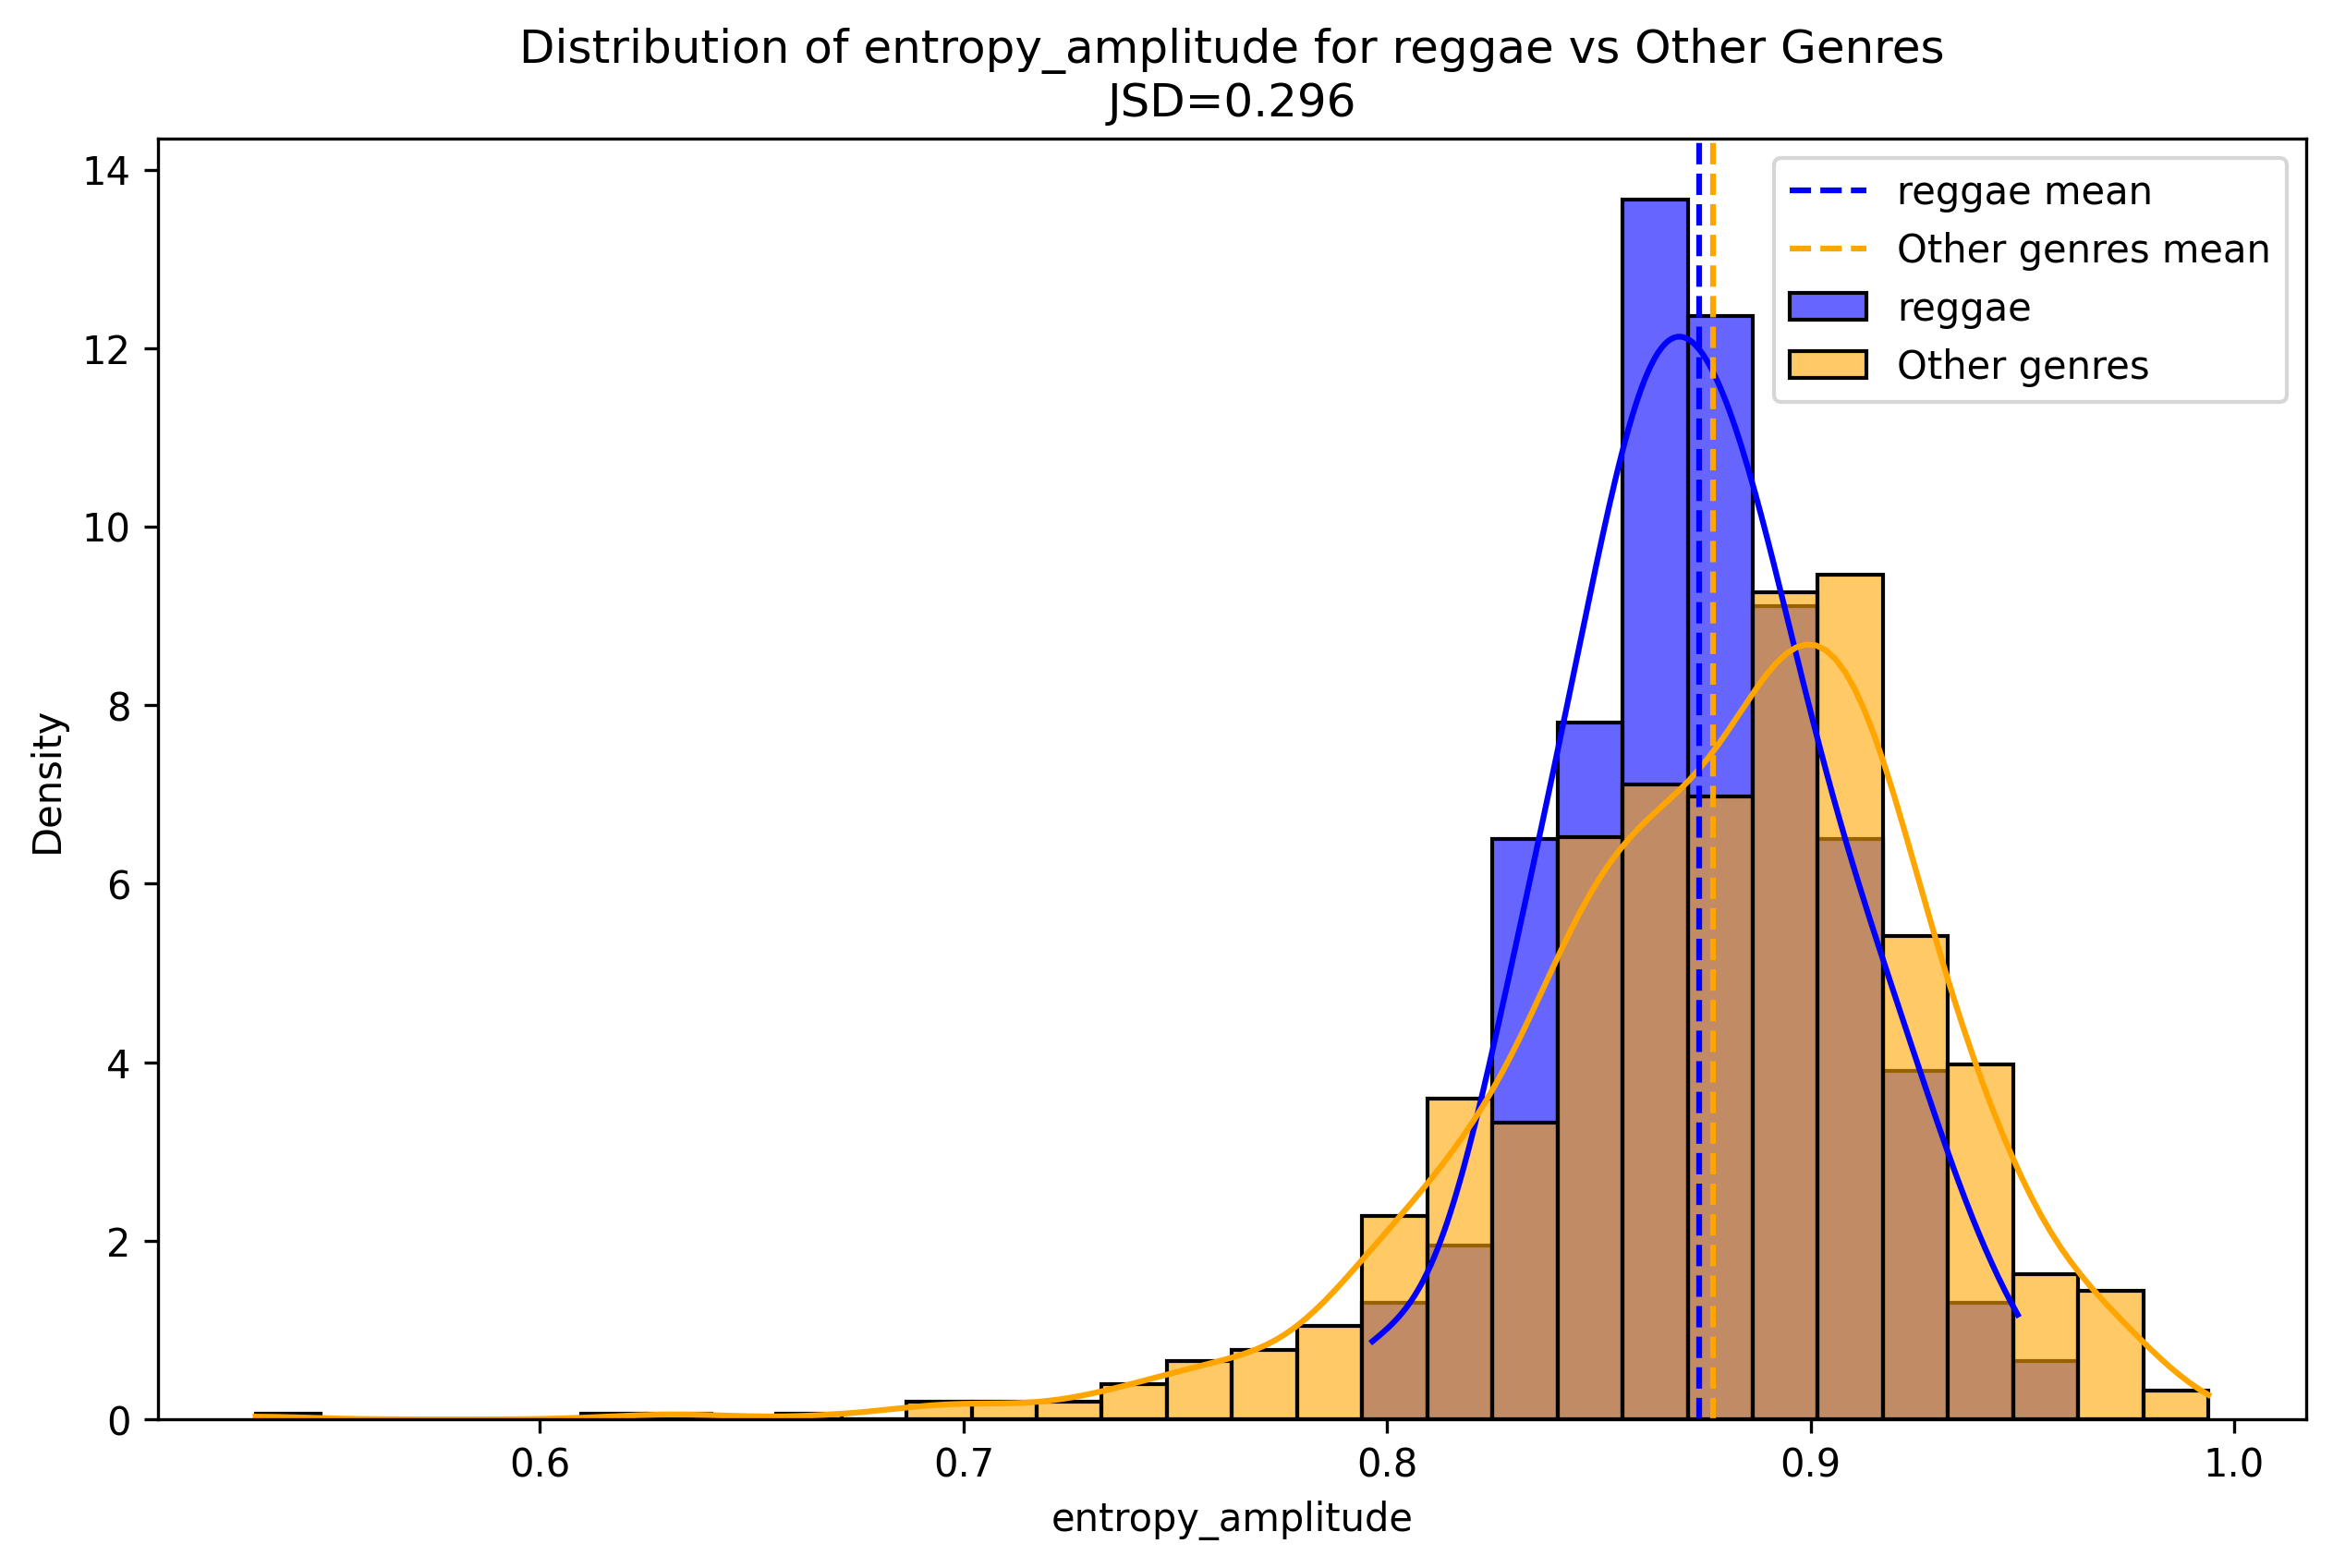 Distribution of entropy_amplitude for reggae vs Other Genres
JSD=0.296
14
12
10
8
6
4
2
0
Density
reggae mean
Other genres mean
reggae
Other genres
0.6
0.7
0.8
0.9
1.0
entropy_amplitude